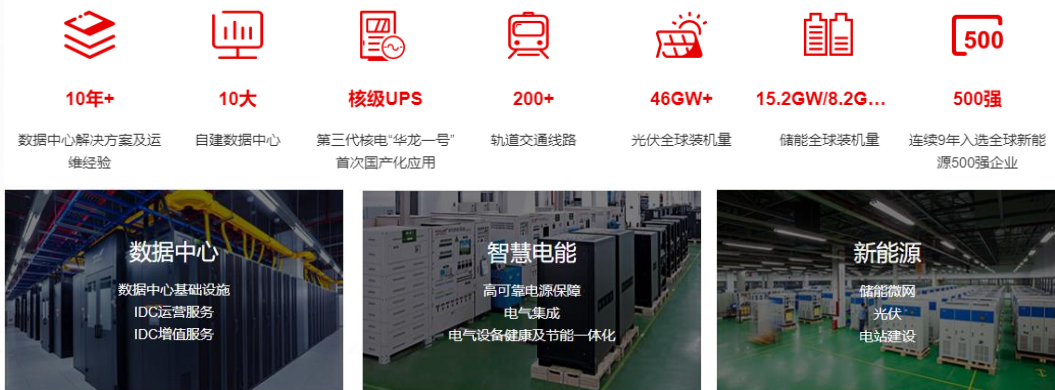 500
10年+
10大
核级UPS
200+
46GW+
15.2GW/8.2G...
500强
数据中心解决方案及运
维经验
自建数据中心
第三代核电“华龙一号”
首次国产化应用
轨道交通线路
光伏全球装机量
储能全球装机量
连续9年入选全球新能
源500强企业
数据中心
数据中心基础设施
IDC运营服务
IDC增值服务
智慧电能
高可靠电源保障
电气集成
电气设备健康及节能一体化
新能源
储能微网
光伏
电站建设